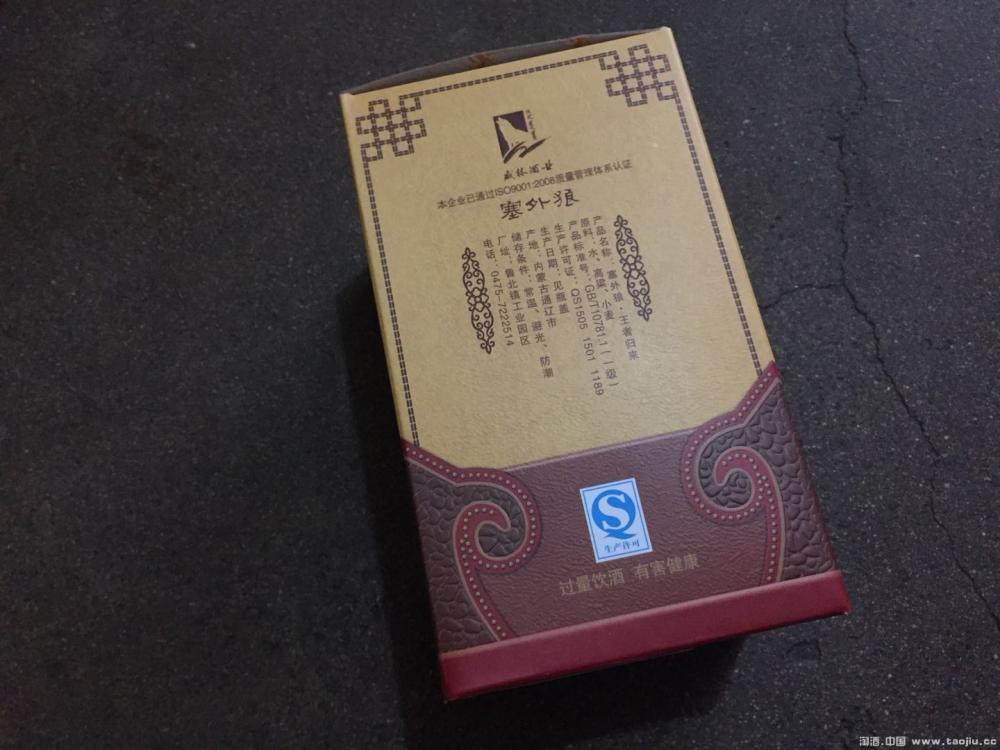 盛林酒业
本企业已通过ISO9001:2008质量管理体系认证
塞外狼
产品名称：塞外狼·王者归来
原料：水、高粱、小麦
产品标准号：GB/T10781.1（一级）
生产许可证：QS1505 1501 1189
生产日期：见瓶盖
产地：内蒙古通辽市
储存条件：常温、避光、防潮
厂址：鲁北镇工业园区
电话：0475-7222514
生产许可
过量饮酒 有害健康
淘酒.中国 www.taojiu.cc